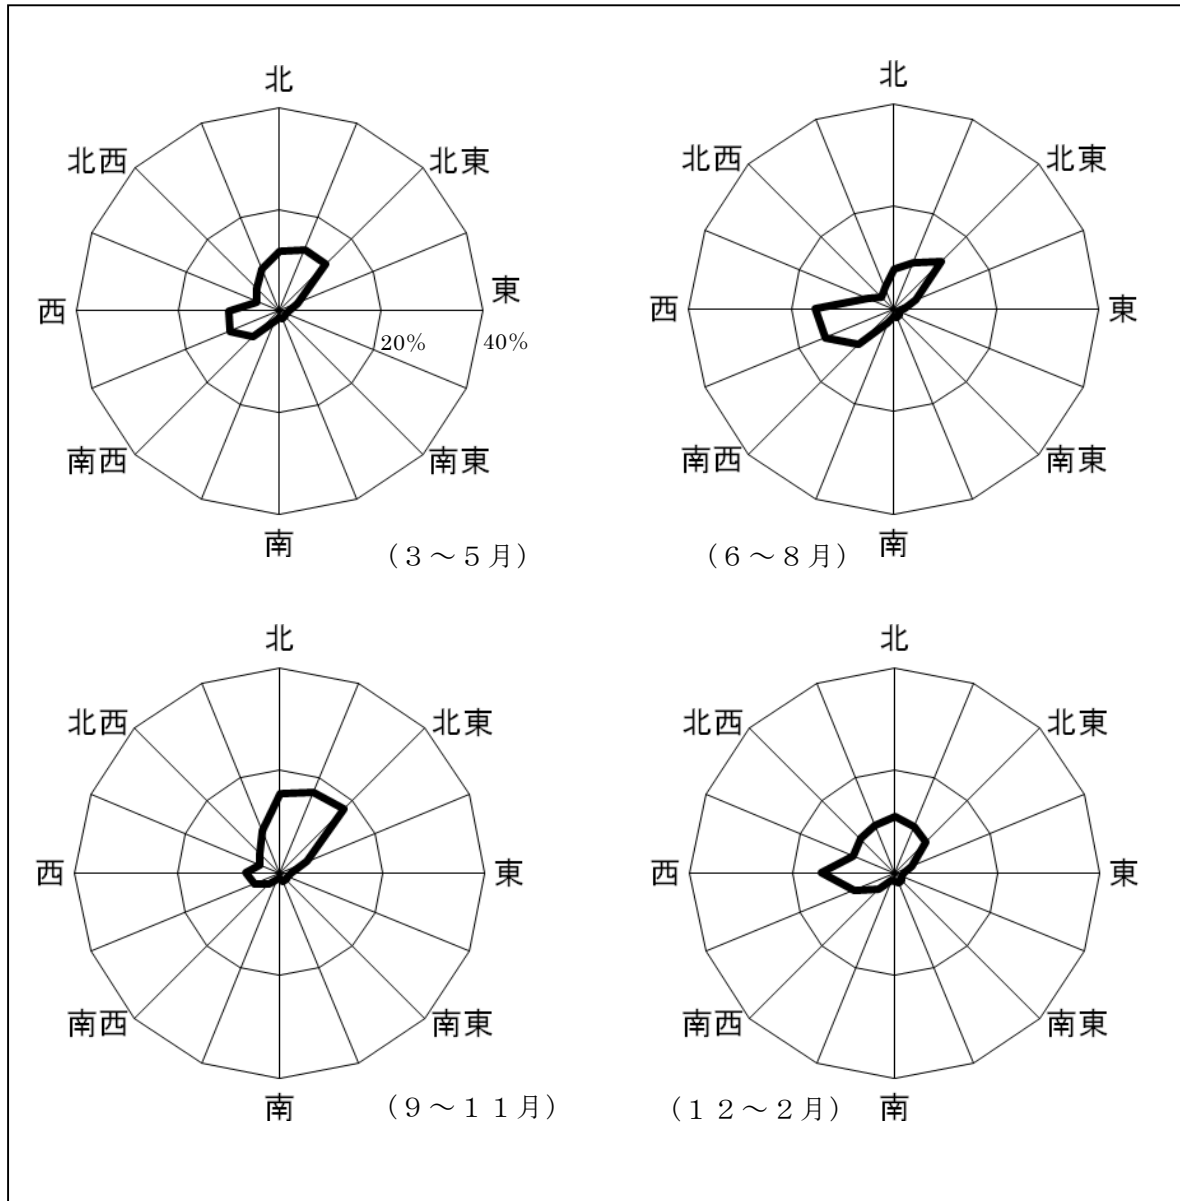 北
北西
北東
西
東
20%
40%
南西
南東
南
（３～５月）
北
北西
北東
西
東
南西
南東
南
（６～８月）
北
北西
北東
西
東
南西
南東
南
（９～１１月）
北
北西
北東
西
東
南西
南東
南
（１２～２月）